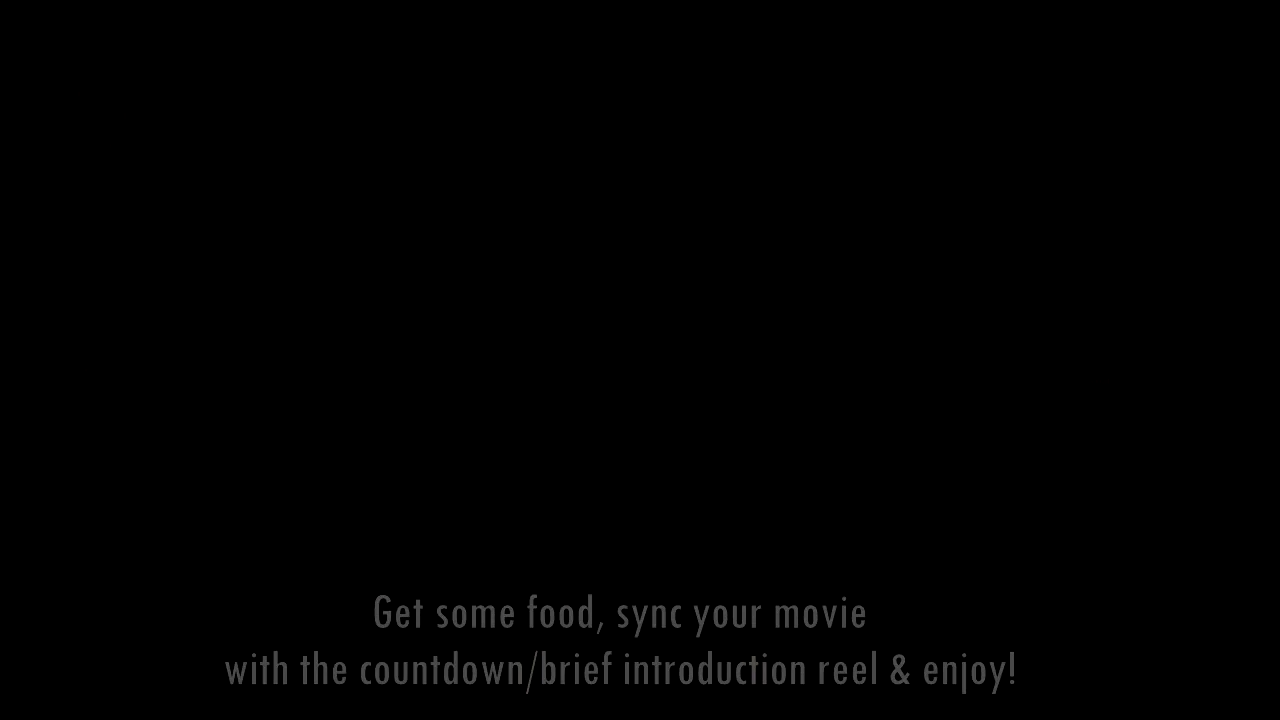 Get some food, sync your movie
with the countdown/brief introduction reel & enjoy!